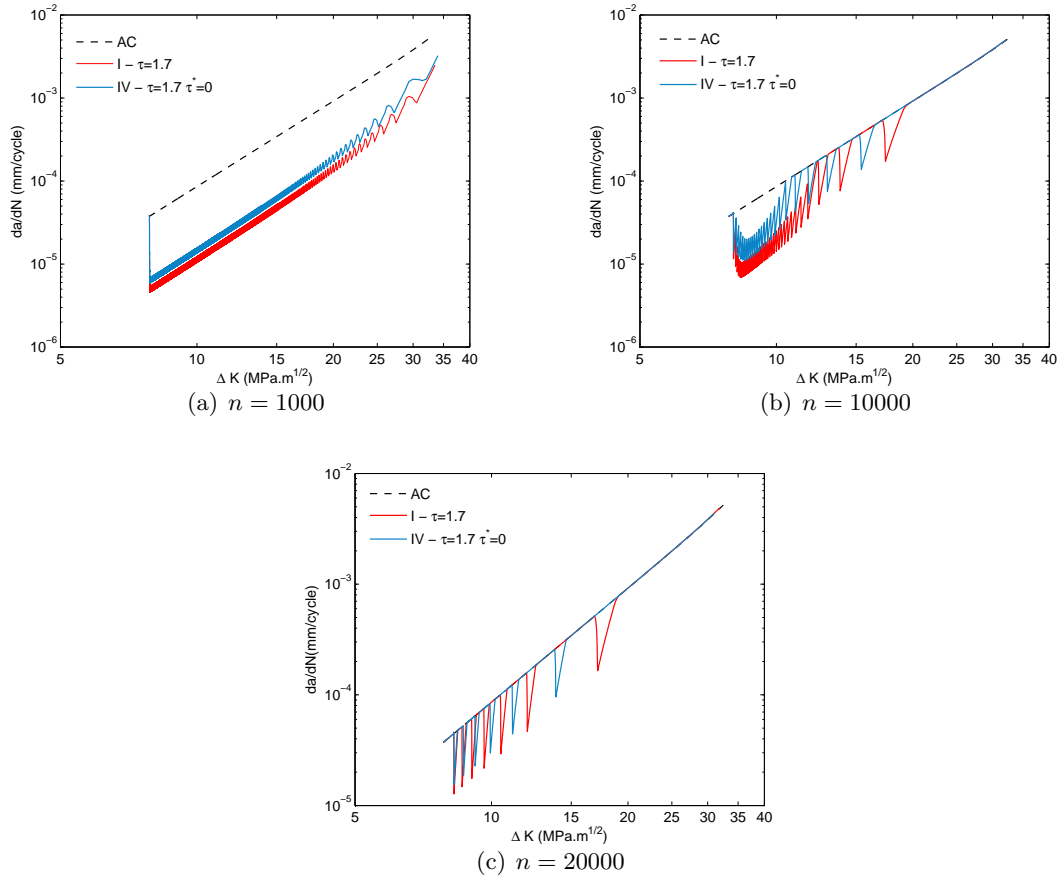 10⁻²
10⁻³
10⁻⁴
10⁻⁵
10⁻⁶
da/dN (mm/cycle)
AC
I − τ=1.7
IV − τ=1.7 τ*=0
5 10 15 20 25 30 35 40
Δ K (MPa.m^1/2)
(a) n = 1000
10⁻²
10⁻³
10⁻⁴
10⁻⁵
10⁻⁶
da/dN (mm/cycle)
AC
I − τ=1.7
IV − τ=1.7 τ*=0
5 10 15 20 25 30 35 40
Δ K (MPa.m^1/2)
(b) n = 10000
10⁻²
10⁻³
10⁻⁴
10⁻⁵
da/dN(mm/cycle)
AC
I − τ=1.7
IV − τ=1.7 τ*=0
5 10 15 20 25 30 35 40
Δ K (MPa.m^1/2)
(c) n = 20000